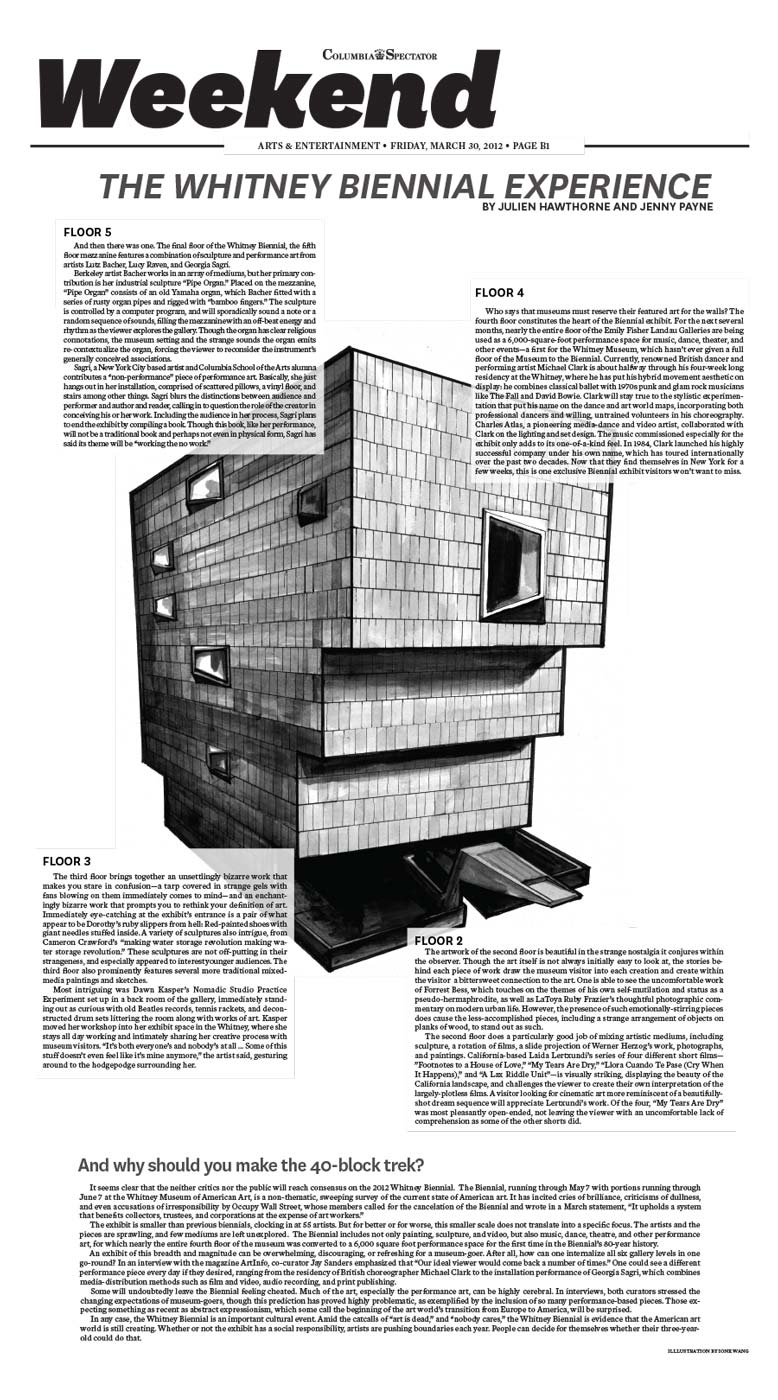 COLUMBIA SPECTATOR
Weekend
ARTS & ENTERTAINMENT • FRIDAY, MARCH 30, 2012 • PAGE B1
THE WHITNEY BIENNIAL EXPERIENCE
BY JULIEN HAWTHORNE AND JENNY PAYNE
FLOOR 5
And then there was one. The final floor of the Whitney Biennial, the fifth
floor mezzanine features a combination of sculpture and performance art from
artists Lutz Bacher, Lucy Raven, and Georgia Sagri.
Berkeley artist Bacher works in an array of mediums, but her primary con-
tribution is her industrial sculpture “Pipe Organ.” Placed on the mezzanine,
“Pipe Organ” consists of an old Yamaha organ, which Bacher fitted with a
series of rusty organ pipes and rigged with “bamboo fingers.” The sculpture
is controlled by a computer program, and will sporadically sound a note or a
random sequence of sounds, filling the mezzanine with an off-beat energy and
rhythm as the viewer explores the gallery. Though the organ has clear religious
connotations, the museum setting and the strange sounds the organ emits
re-contextualize the organ, forcing the viewer to reconsider the instrument’s
generally conceived associations.
Sagri, a New York City based artist and Columbia School of the Arts alumna
contributes a “non-performance” piece of performance art. Basically, she just
hangs out in her installation, comprised of scattered pillows, a vinyl floor, and
stairs among other things. Sagri blurs the distinctions between audience and
performer and author and reader, calling in to question the role of the creator in
conceiving his or her work. Including the audience in her process, Sagri plans
to end the exhibit by compiling a book. Though this book, like her performance,
will not be a traditional book and perhaps not even in physical form, Sagri has
said its theme will be “working the no work.”
FLOOR 4
Who says that museums must reserve their featured art for the walls? The
fourth floor constitutes the heart of the Biennial exhibit. For the next several
months, nearly the entire floor of the Emily Fisher Landau Galleries are being
used as a 6,000-square-foot performance space for music, dance, theater, and
other events—a first for the Whitney Museum, which hasn’t ever given a full
floor of the Museum to the Biennial. Currently, renowned British dancer and
performing artist Michael Clark is about halfway through his four-week long
residency at the Whitney, where he has put his hybrid movement aesthetic on
display: he combines classical ballet with 1970s punk and glam rock musicians
like The Fall and David Bowie. Clark will stay true to the stylistic experimen-
tation that put his name on the dance and art world maps, incorporating both
professional dancers and willing, untrained volunteers in his choreography.
Charles Atlas, a pioneering media-dance and video artist, collaborated with
Clark on the lighting and set design. The music commissioned especially for the
exhibit only adds to its one-of-a-kind feel. In 1984, Clark launched his highly
successful company under his own name, which has toured internationally
over the past two decades. Now that they find themselves in New York for a
few weeks, this is one exclusive Biennial exhibit visitors won’t want to miss.
FLOOR 3
The third floor brings together an unsettlingly bizarre work that
makes you stare in confusion—a tarp covered in strange gels with
fans blowing on them immediately comes to mind—and an enchant-
ingly bizarre work that prompts you to rethink your definition of art.
Immediately eye-catching at the exhibit’s entrance is a pair of what
appear to be Dorothy’s ruby slippers from hell: Red-painted shoes with
giant needles stuffed inside. A variety of sculptures also intrigue, from
Cameron Crawford’s “making water storage revolution making wa-
ter storage revolution.” These sculptures are not off-putting in their
strangeness, and especially appeared to interestyounger audiences. The
third floor also prominently features several more traditional mixed-
media paintings and sketches.
Most intriguing was Dawn Kasper’s Nomadic Studio Practice
Experiment set up in a back room of the gallery, immediately stand-
ing out as curious with old Beatles records, tennis rackets, and decon-
structed drum sets littering the room along with works of art. Kasper
moved her workshop into her exhibit space in the Whitney, where she
stays all day working and intimately sharing her creative process with
museum visitors. “It’s both everyone’s and nobody’s at all ... Some of this
stuff doesn’t even feel like it’s mine anymore,” the artist said, gesturing
around to the hodgepodge surrounding her.
FLOOR 2
The artwork of the second floor is beautiful in the strange nostalgia it conjures within
the observer. Though the art itself is not always initially easy to look at, the stories be-
hind each piece of work draw the museum visitor into each creation and create within
the visitor a bittersweet connection to the art. One is able to see the uncomfortable work
of Forrest Bess, which touches on the themes of his own self-mutilation and status as a
pseudo-hermaphrodite, as well as LaToya Ruby Frazier’s thoughtful photographic com-
mentary on modern urban life. However, the presence of such emotionally-stirring pieces
does cause the less-accomplished pieces, including a strange arrangement of objects on
planks of wood, to stand out as such.
The second floor does a particularly good job of mixing artistic mediums, including
sculpture, a rotation of films, a slide projection of Werner Herzog’s work, photographs,
and paintings. California-based Laida Lertxundi’s series of four different short films—
”Footnotes to a House of Love,” “My Tears Are Dry,” “Llora Cuando Te Pase (Cry When
It Happens),” and “A Lax Riddle Unit”—is visually striking, displaying the beauty of the
California landscape, and challenges the viewer to create their own interpretation of the
largely-plotless films. A visitor looking for cinematic art more reminiscent of a beautifully-
shot dream sequence will appreciate Lertxundi’s work. Of the four, “My Tears Are Dry”
was most pleasantly open-ended, not leaving the viewer with an uncomfortable lack of
comprehension as some of the other shorts did.
And why should you make the 40-block trek?
It seems clear that the neither critics nor the public will reach consensus on the 2012 Whitney Biennial. The Biennial, running through May 7 with portions running through
June 7 at the Whitney Museum of American Art, is a non-thematic, sweeping survey of the current state of American art. It has incited cries of brilliance, criticisms of dullness,
and even accusations of irresponsibility by Occupy Wall Street, whose members called for the cancelation of the Biennial and wrote in a March statement, “It upholds a system
that benefits collectors, trustees, and corporations at the expense of art workers.”
The exhibit is smaller than previous biennials, clocking in at 55 artists. But for better or for worse, this smaller scale does not translate into a specific focus. The artists and the
pieces are sprawling, and few mediums are left unexplored. The Biennial includes not only painting, sculpture, and video, but also music, dance, theatre, and other performance
art, for which nearly the entire fourth floor of the museum was converted to a 6,000 square foot performance space for the first time in the Biennial’s 80-year history.
An exhibit of this breadth and magnitude can be overwhelming, discouraging, or refreshing for a museum-goer. After all, how can one internalize all six gallery levels in one
go-round? In an interview with the magazine ArtInfo, co-curator Jay Sanders emphasized that “Our ideal viewer would come back a number of times.” One could see a different
performance piece every day if they desired, ranging from the residency of British choreographer Michael Clark to the installation performance of Georgia Sagri, which combines
media-distribution methods such as film and video, audio recording, and print publishing.
Some will undoubtedly leave the Biennial feeling cheated. Much of the art, especially the performance art, can be highly cerebral. In interviews, both curators stressed the
changing expectations of museum-goers, though this prediction has proved highly problematic, as exemplified by the inclusion of so many performance-based pieces. Those ex-
pecting something as recent as abstract expressionism, which some call the beginning of the art world’s transition from Europe to America, will be surprised.
In any case, the Whitney Biennial is an important cultural event. Amid the catcalls of “art is dead,” and “nobody cares,” the Whitney Biennial is evidence that the American art
world is still creating. Whether or not the exhibit has a social responsibility, artists are pushing boundaries each year. People can decide for themselves whether their three-year-
old could do that.
ILLUSTRATION BY IONE WANG